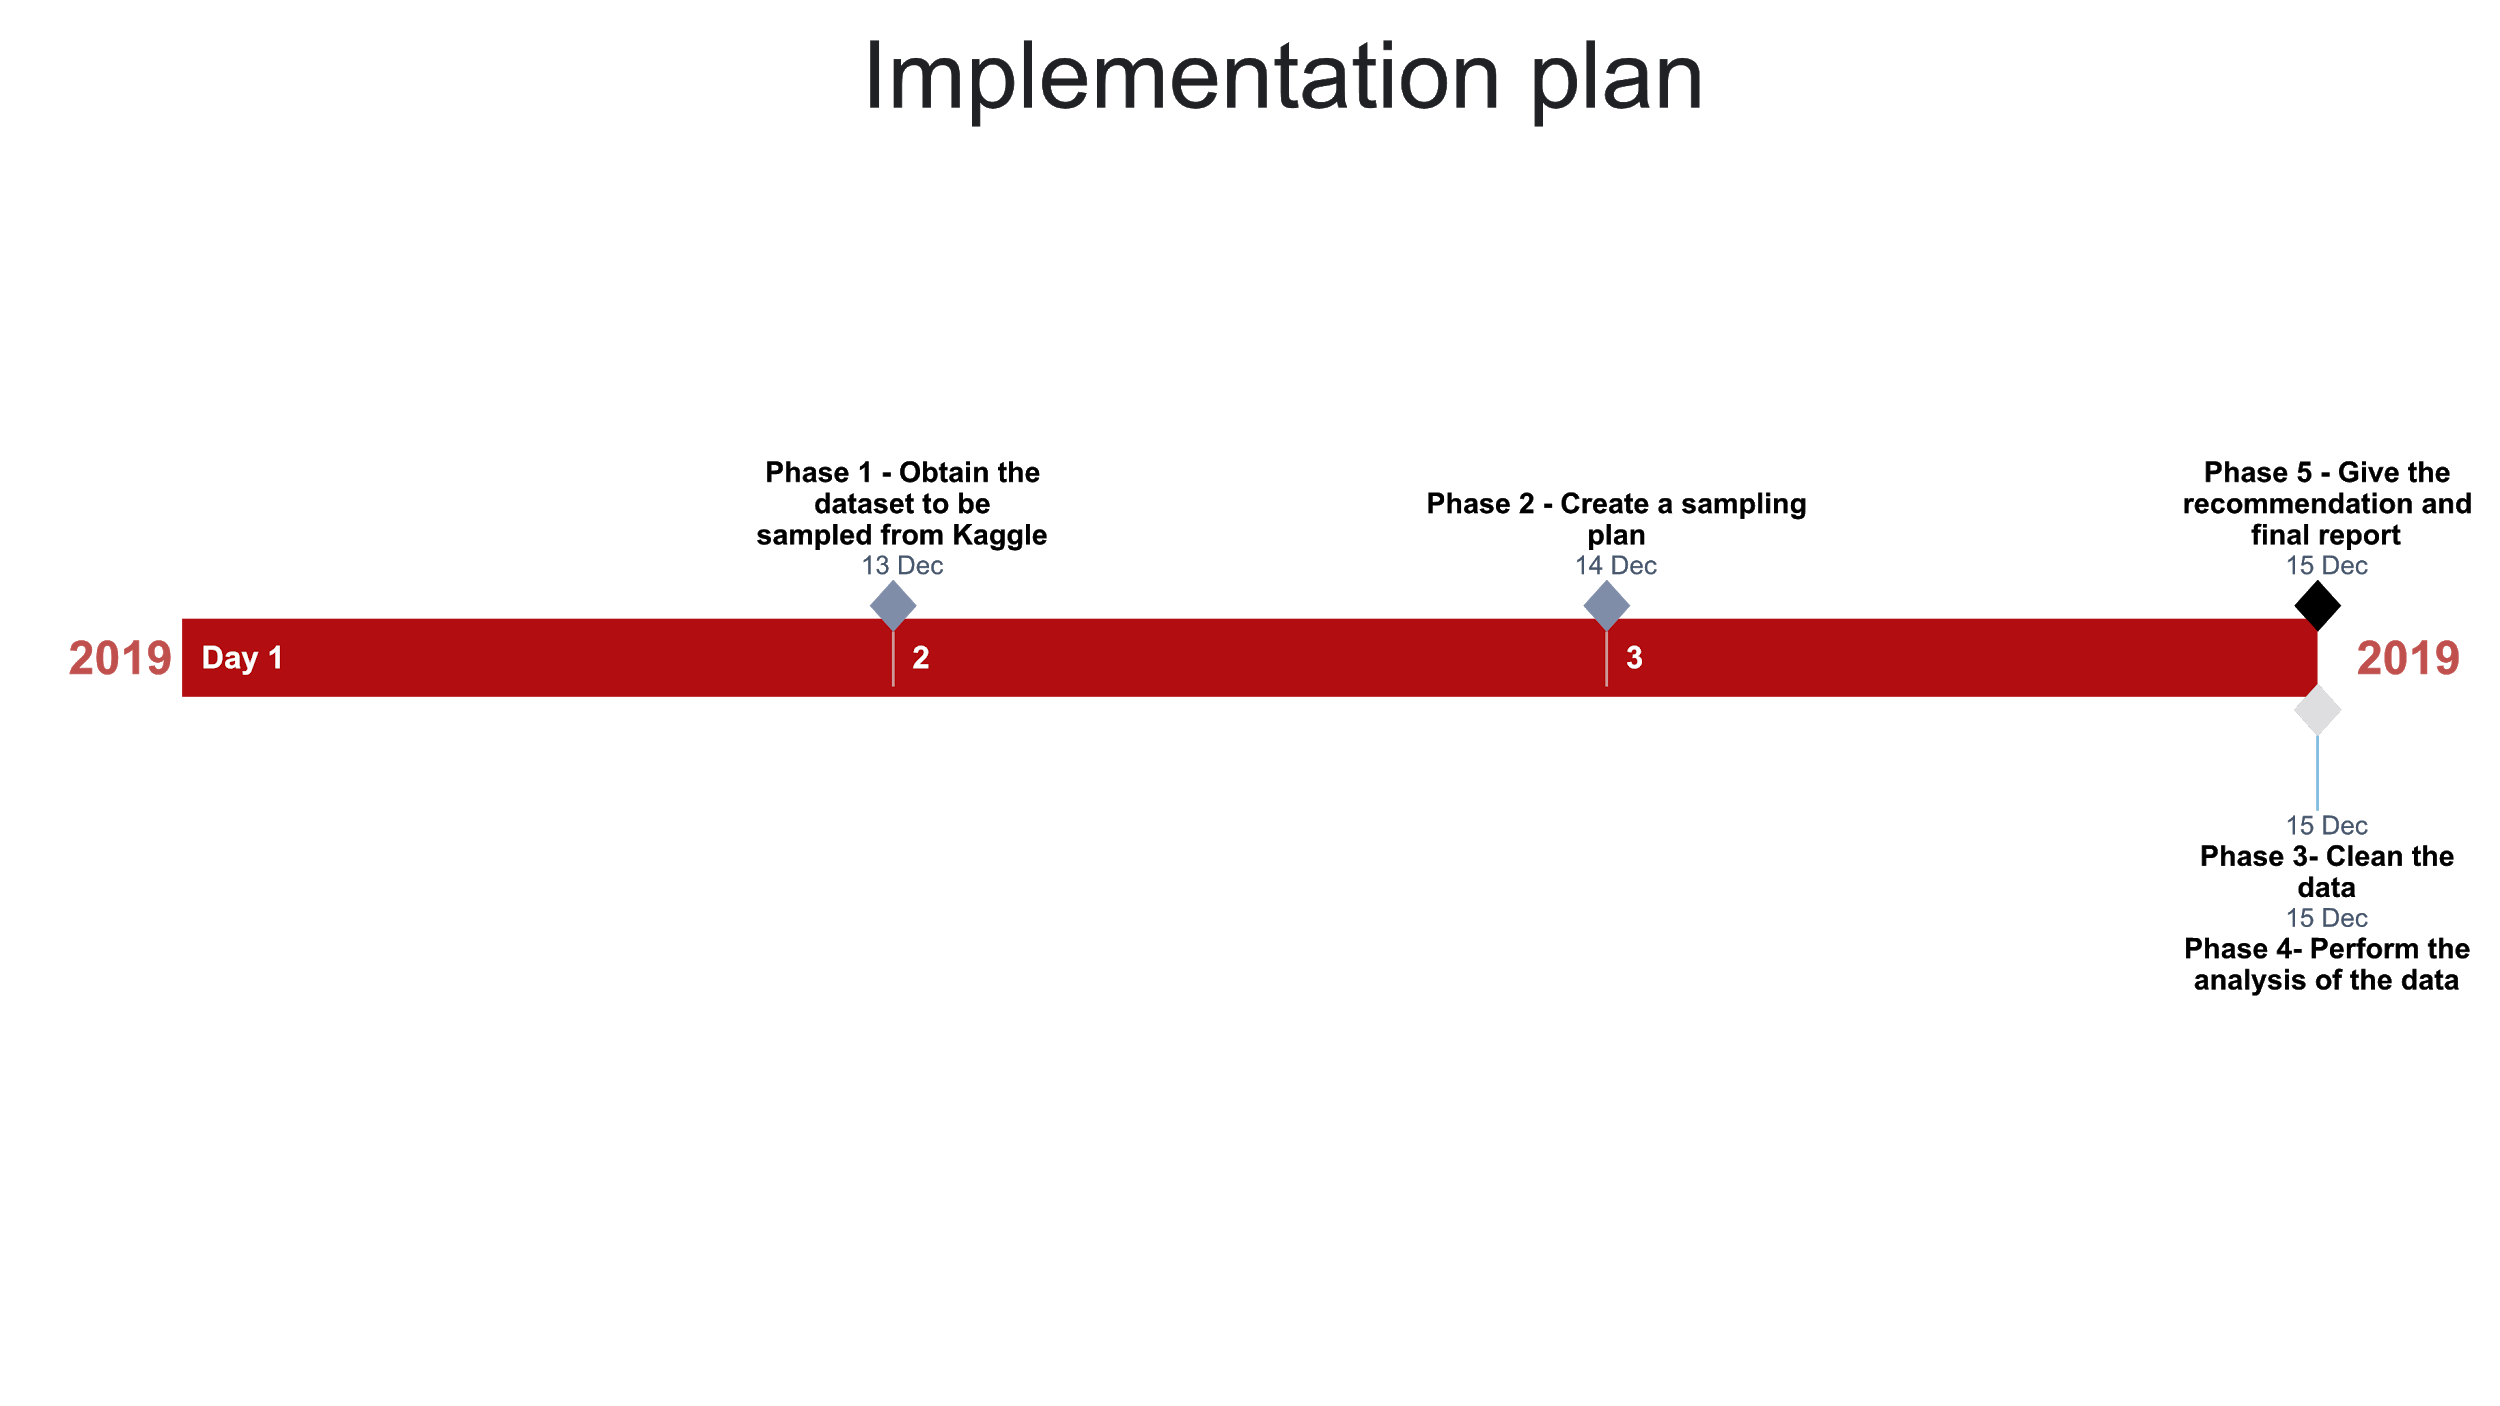 Implementation plan
Phase 1 - Obtain the
dataset to be
sampled from Kaggle
13 Dec
Phase 2 - Create a sampling
plan
14 Dec
Phase 5 - Give the
recommendation and
final report
15 Dec
2019
Day 1
2
3
2019
15 Dec
Phase 3- Clean the
data
15 Dec
Phase 4- Perform the
analysis of the data